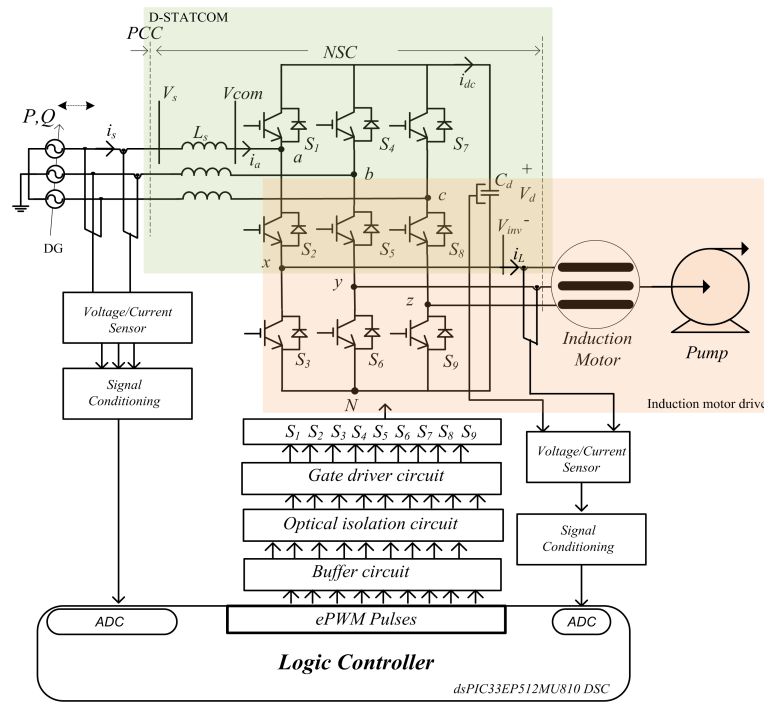 D-STATCOM
PCC
NSC
i_dc
V_s
Vcom
P,Q
i_s
L_s
i_a
a
S_1
S_4
S_7
b
c
C_d
+
V_d
-
DG
V_inv
i_L
S_2
S_5
S_8
x
y
z
S_3
S_6
S_9
N
Induction
Motor
Pump
Induction motor drive
Voltage/Current
Sensor
Signal
Conditioning
S_1 S_2 S_3 S_4 S_5 S_6 S_7 S_8 S_9
Gate driver circuit
Optical isolation circuit
Buffer circuit
Voltage/Current
Sensor
Signal
Conditioning
ADC
ePWM Pulses
ADC
Logic Controller
dsPIC33EP512MU810 DSC